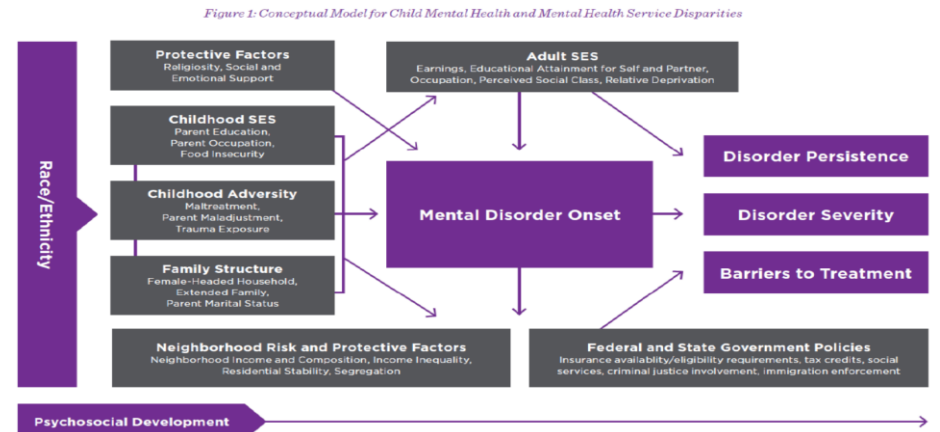 Figure 1: Conceptual Model for Child Mental Health and Mental Health Service Disparities
Race/Ethnicity
Protective Factors
Religiosity, Social and
Emotional Support
Adult SES
Earnings, Educational Attainment for Self and Partner,
Occupation, Perceived Social Class, Relative Deprivation
Childhood SES
Parent Education,
Parent Occupation,
Food Insecurity
Childhood Adversity
Maltreatment,
Parent Maladjustment,
Trauma Exposure
Family Structure
Female-Headed Household,
Extended Family,
Parent Marital Status
Mental Disorder Onset
Disorder Persistence
Disorder Severity
Barriers to Treatment
Neighborhood Risk and Protective Factors
Neighborhood Income and Composition, Income Inequality,
Residential Stability, Segregation
Federal and State Government Policies
Insurance availablity/eligibility requirements, tax credits, social
services, criminal justice involvement, immigration enforcement
Psychosocial Development